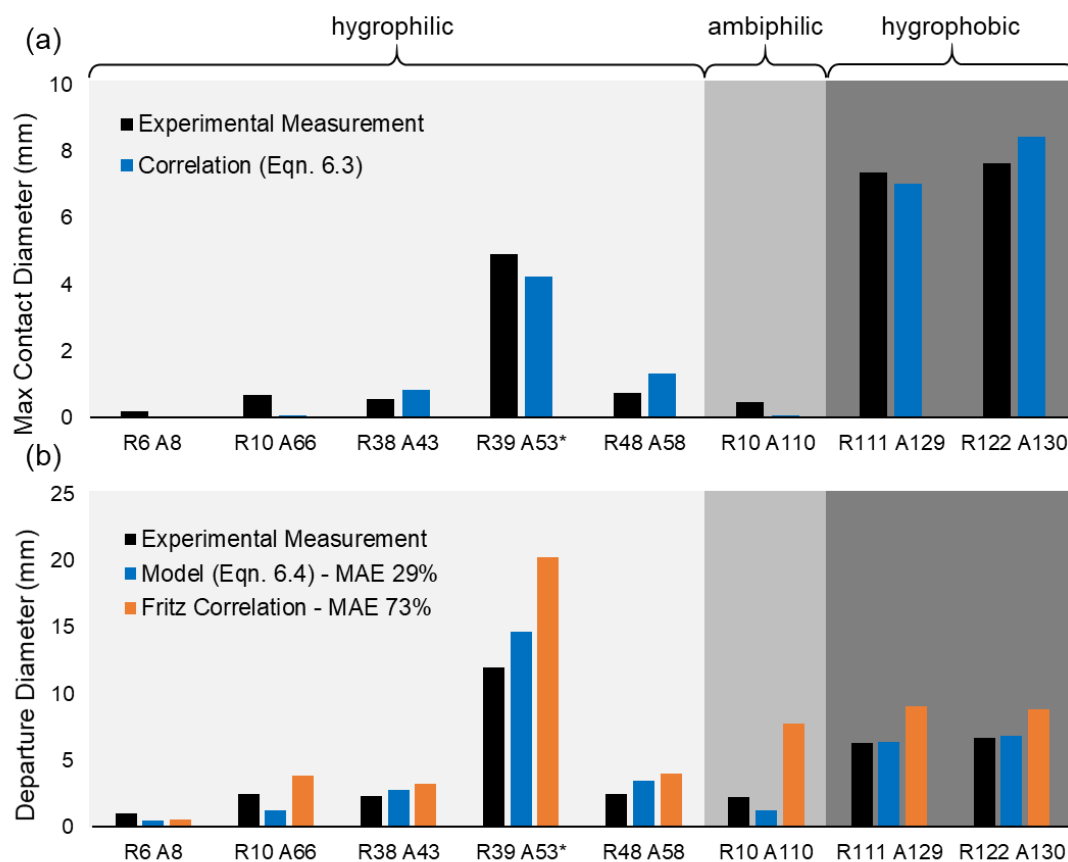 (a)
hygrophilic
ambiphilic
hygrophobic
Max Contact Diameter (mm)
10
8
6
4
2
0
Experimental Measurement
Correlation (Eqn. 6.3)
R6 A8
R10 A66
R38 A43
R39 A53*
R48 A58
R10 A110
R111 A129
R122 A130
(b)
Departure Diameter (mm)
25
20
15
10
5
0
Experimental Measurement
Model (Eqn. 6.4) - MAE 29%
Fritz Correlation - MAE 73%
R6 A8
R10 A66
R38 A43
R39 A53*
R48 A58
R10 A110
R111 A129
R122 A130